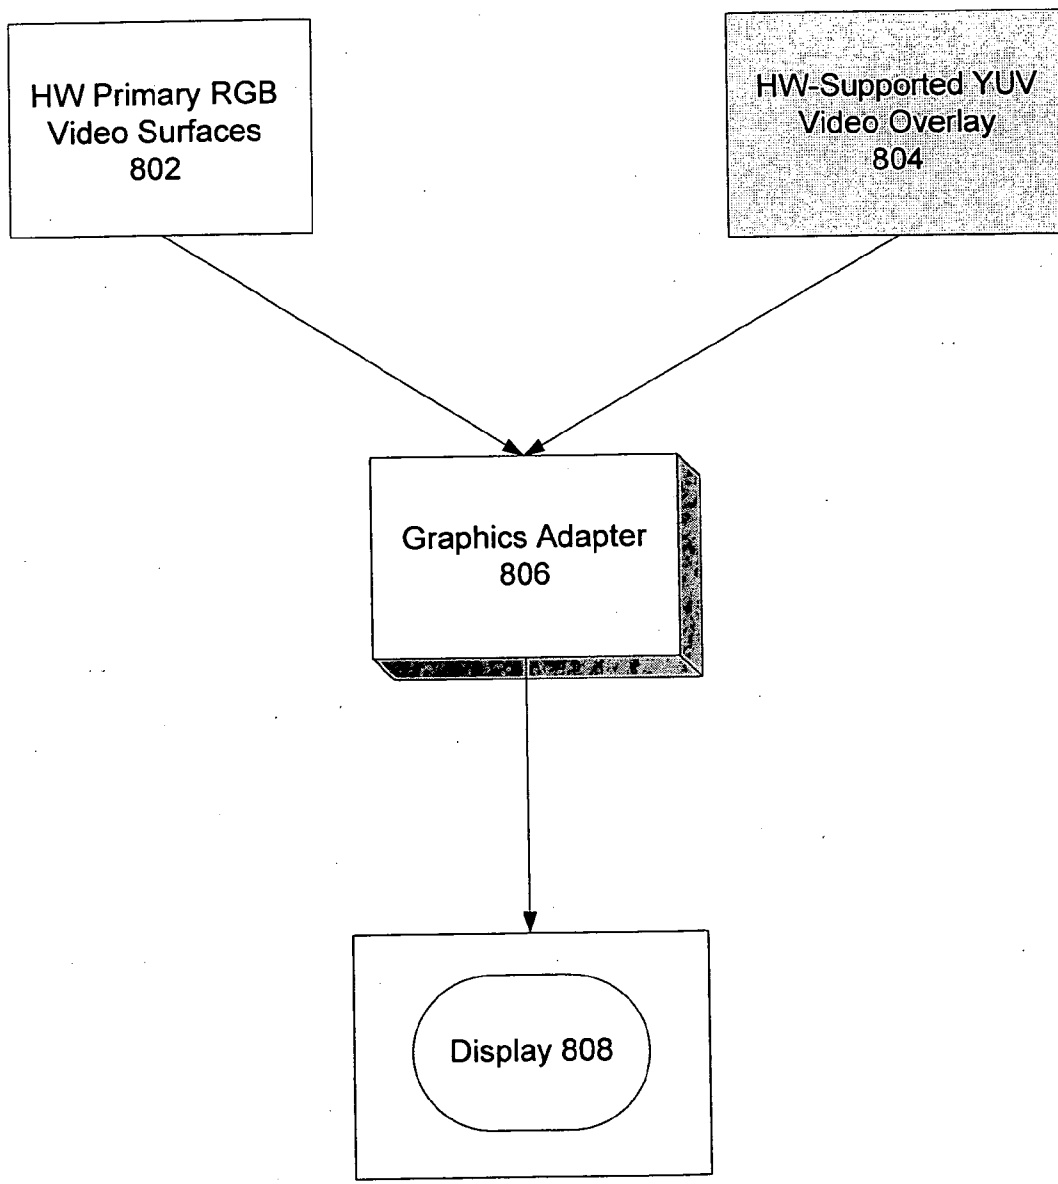 HW Primary RGB
Video Surfaces
802
HW-Supported YUV
Video Overlay
804
Graphics Adapter
806
Display 808